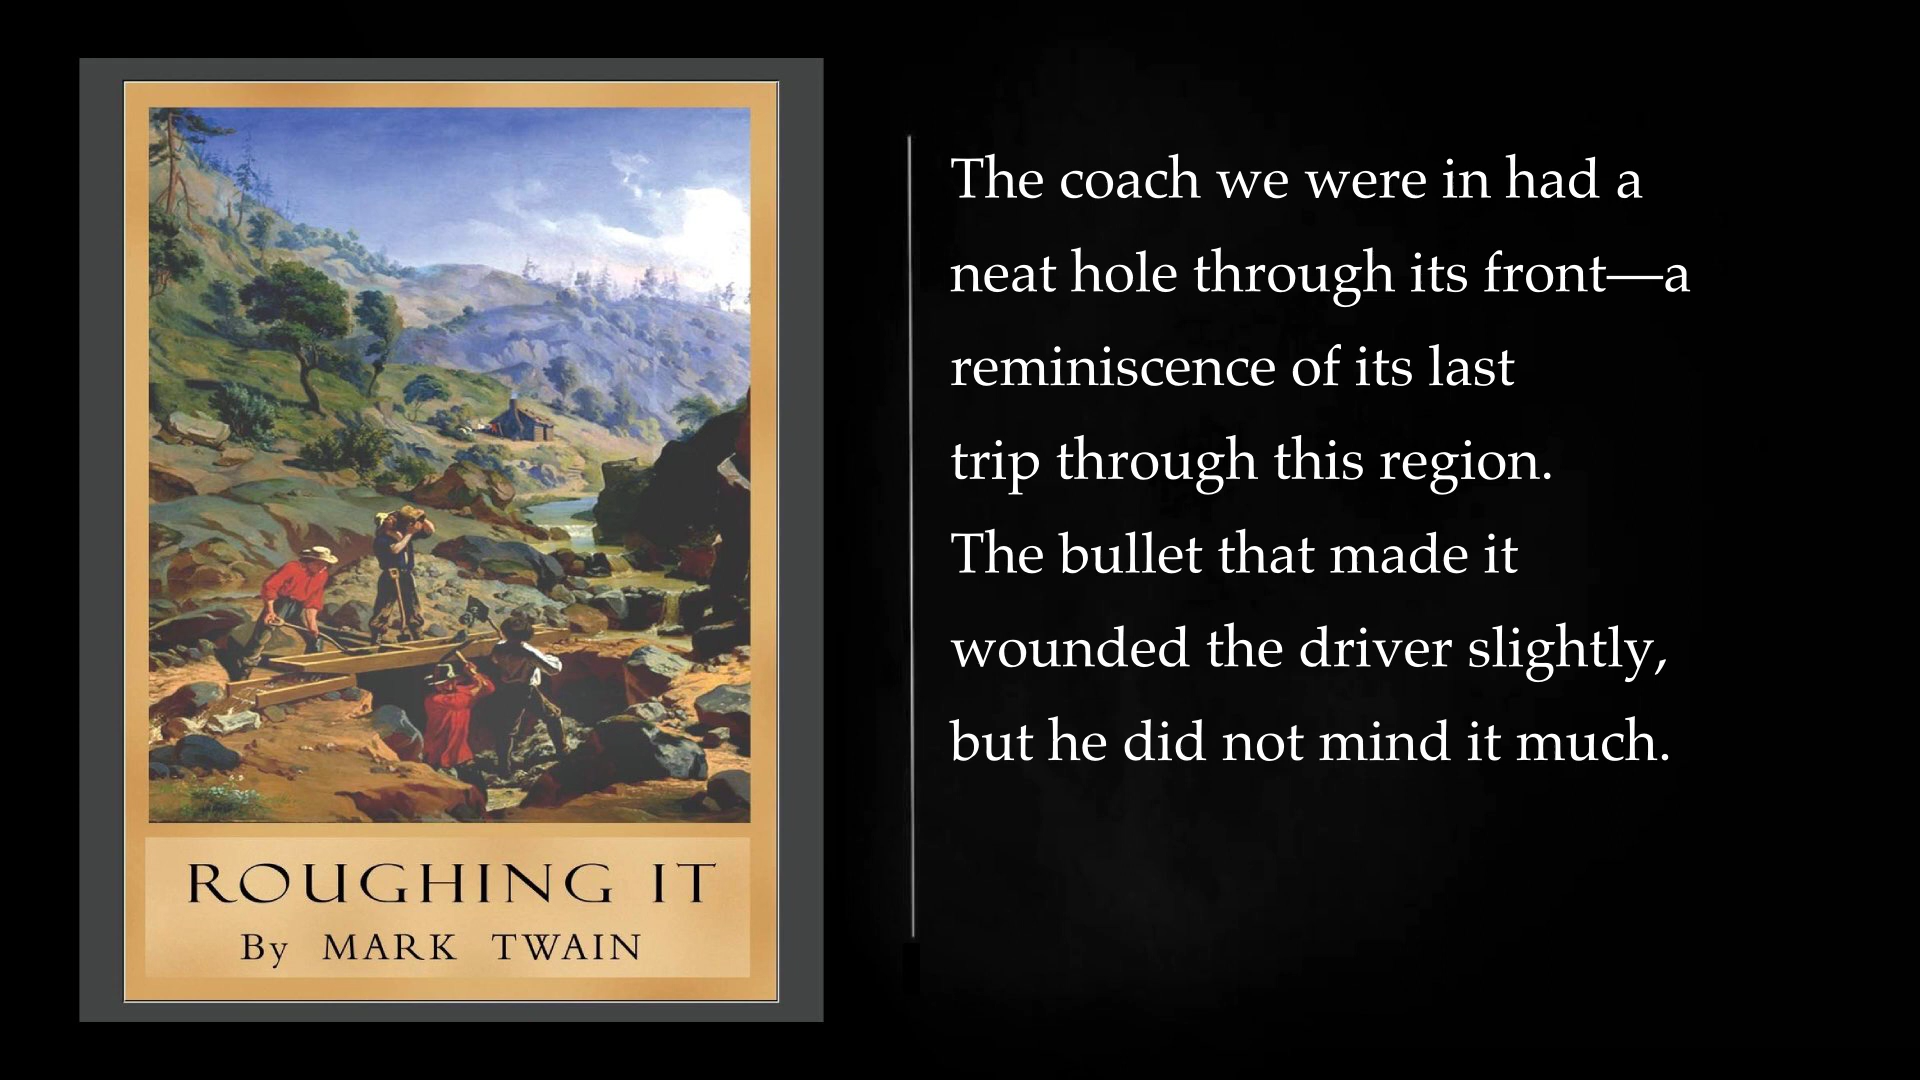 ROUGHING IT
By MARK TWAIN
The coach we were in had a
neat hole through its front—a
reminiscence of its last
trip through this region.
The bullet that made it
wounded the driver slightly,
but he did not mind it much.